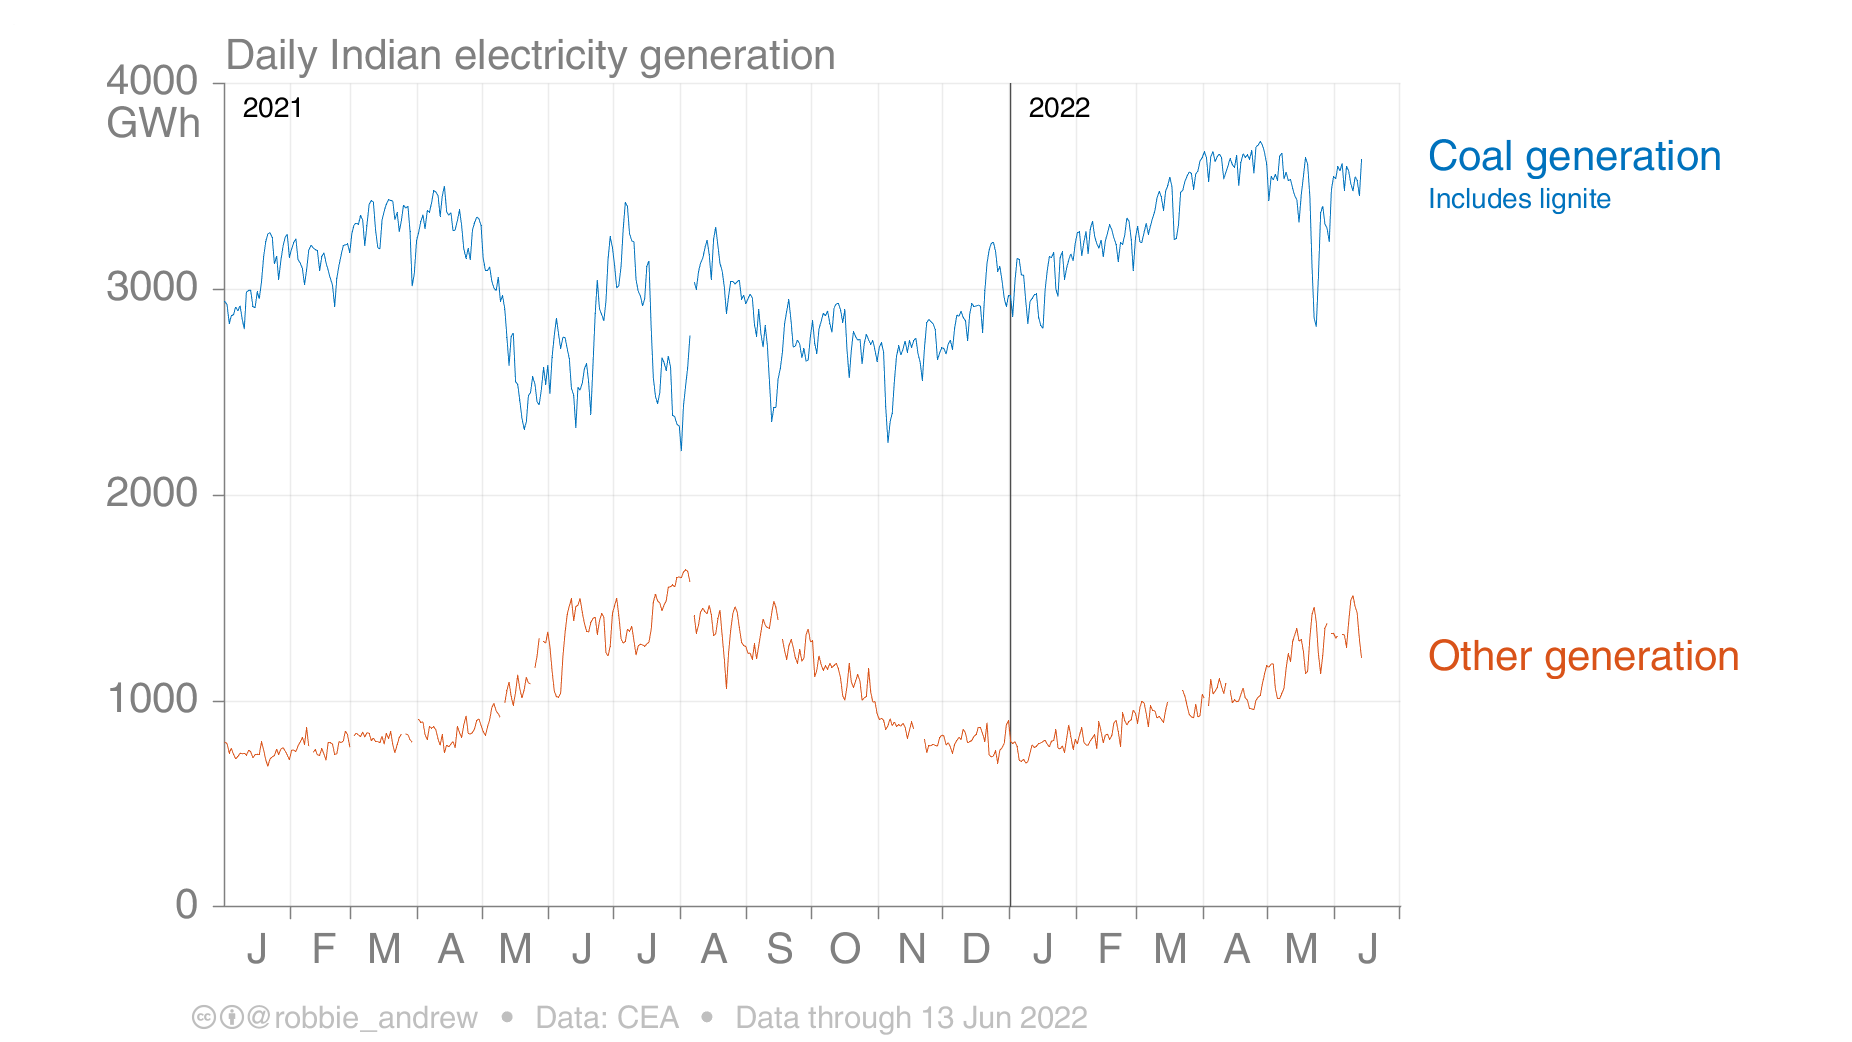 Daily Indian electricity generation
4000
GWh
2021
2022
Coal generation
Includes lignite
3000
2000
Other generation
1000
0
J F M A M J J A S O N D J F M A M J
@robbie_andrew • Data: CEA • Data through 13 Jun 2022